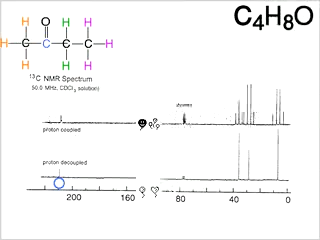 C₄H₈O
H O H H
H C C C C H
H H H
¹³C NMR Spectrum
50.0 MHz, CDCl₃ solution)
proton coupled
proton decoupled
200 160 80 40 0